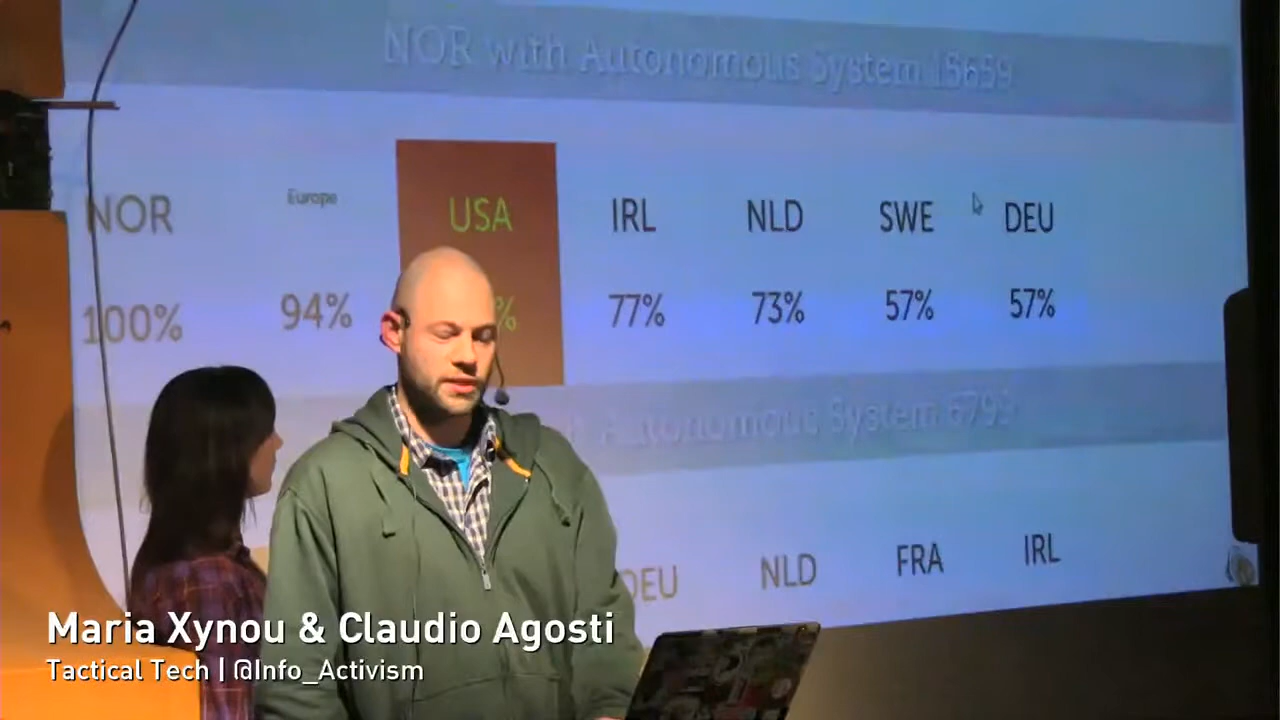 NOR with Autonomous System 15659
NOR Europe USA IRL NLD SWE DEU
100% 94% % 77% 73% 57% 57%
Autonomous System 6799
DEU NLD FRA IRL
Maria Xynou & Claudio Agosti
Tactical Tech | @Info_Activism